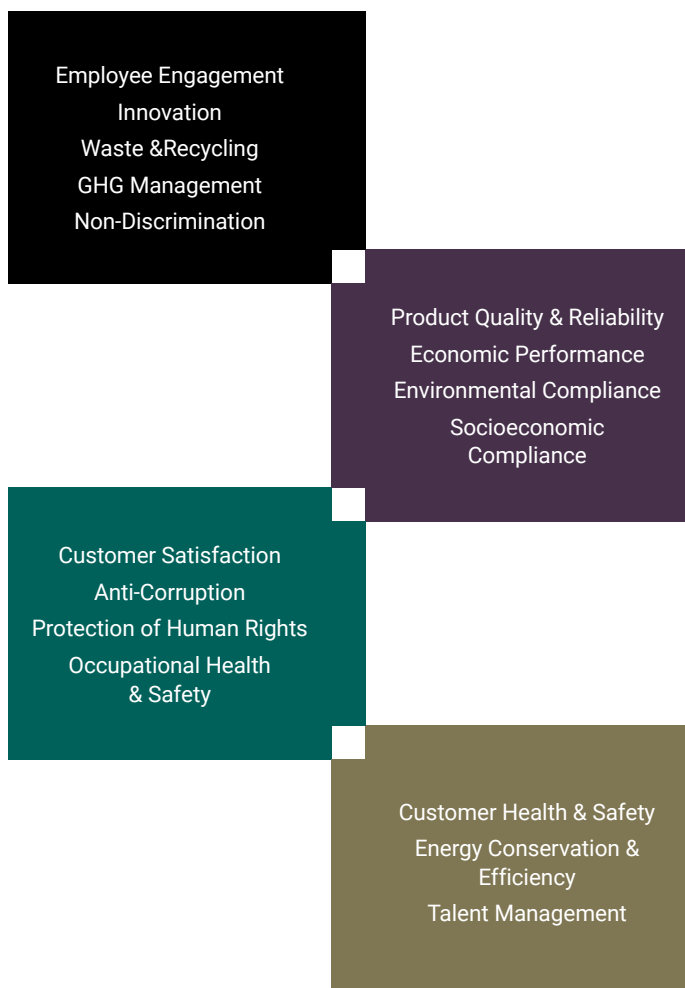 Employee Engagement
Innovation
Waste &Recycling
GHG Management
Non-Discrimination
Product Quality & Reliability
Economic Performance
Environmental Compliance
Socioeconomic
Compliance
Customer Satisfaction
Anti-Corruption
Protection of Human Rights
Occupational Health
& Safety
Customer Health & Safety
Energy Conservation &
Efficiency
Talent Management